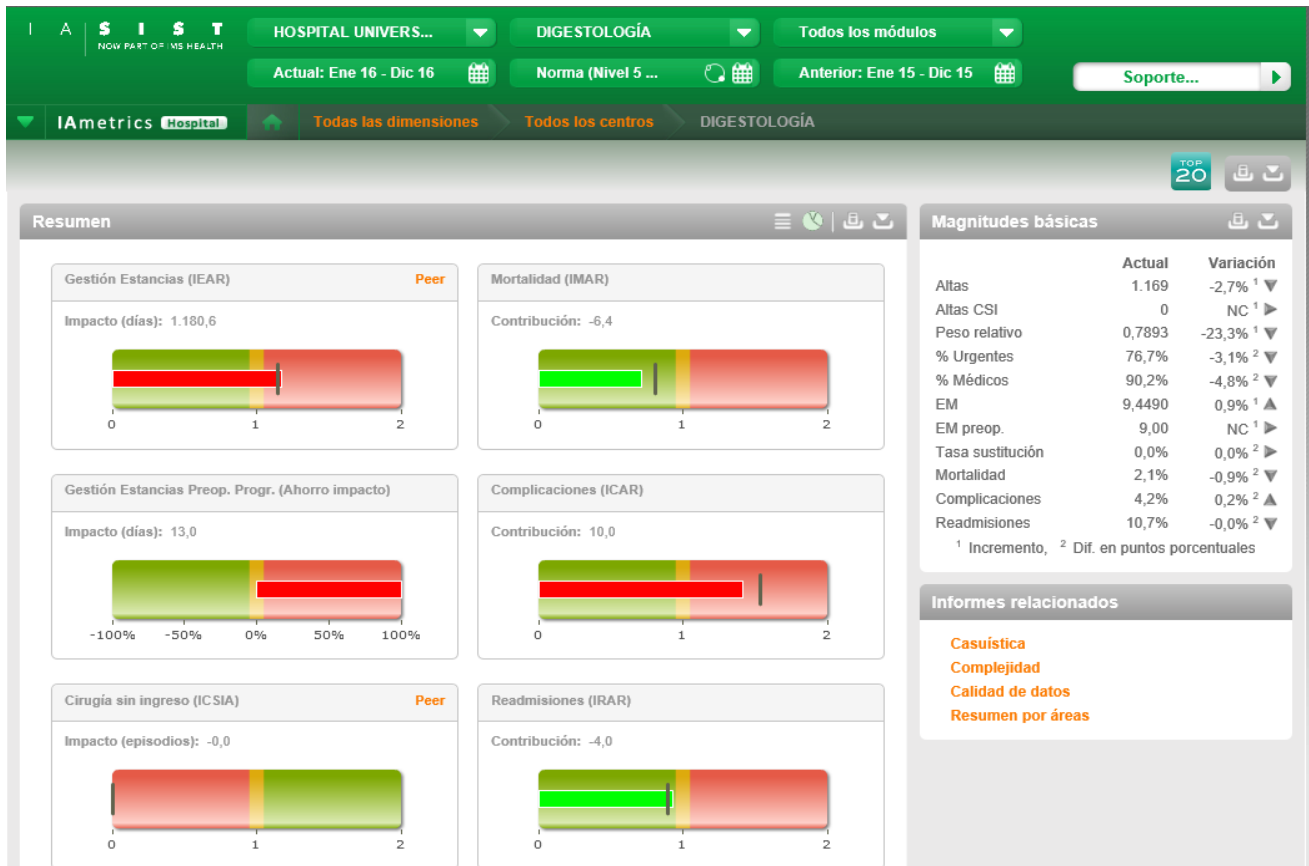 I A S I S T
NOW PART OF IMS HEALTH
HOSPITAL UNIVERS...
DIGESTOLOGÍA
Todos los módulos
Actual: Ene 16 - Dic 16
Norma (Nivel 5 ...
Anterior: Ene 15 - Dic 15
Soporte...
IAmetrics Hospital
Todas las dimensiones
Todos los centros
DIGESTOLOGÍA
TOP
20
Resumen
Gestión Estancias (IEAR) Peer
Impacto (días): 1.180,6
0 1 2
Mortalidad (IMAR)
Contribución: -6,4
0 1 2
Gestión Estancias Preop. Progr. (Ahorro impacto)
Impacto (días): 13,0
-100% -50% 0% 50% 100%
Complicaciones (ICAR)
Contribución: 10,0
0 1 2
Cirugía sin ingreso (ICSIA) Peer
Impacto (episodios): -0,0
0 1 2
Readmisiones (IRAR)
Contribución: -4,0
0 1 2
Magnitudes básicas
Actual Variación
Altas 1.169 -2,7% 1
Altas CSI 0 NC 1
Peso relativo 0,7893 -23,3% 1
% Urgentes 76,7% -3,1% 2
% Médicos 90,2% -4,8% 2
EM 9,4490 0,9% 1
EM preop. 9,00 NC 1
Tasa sustitución 0,0% 0,0% 2
Mortalidad 2,1% -0,9% 2
Complicaciones 4,2% 0,2% 2
Readmisiones 10,7% -0,0% 2
1 Incremento, 2 Dif. en puntos porcentuales
Informes relacionados
Casuística
Complejidad
Calidad de datos
Resumen por áreas